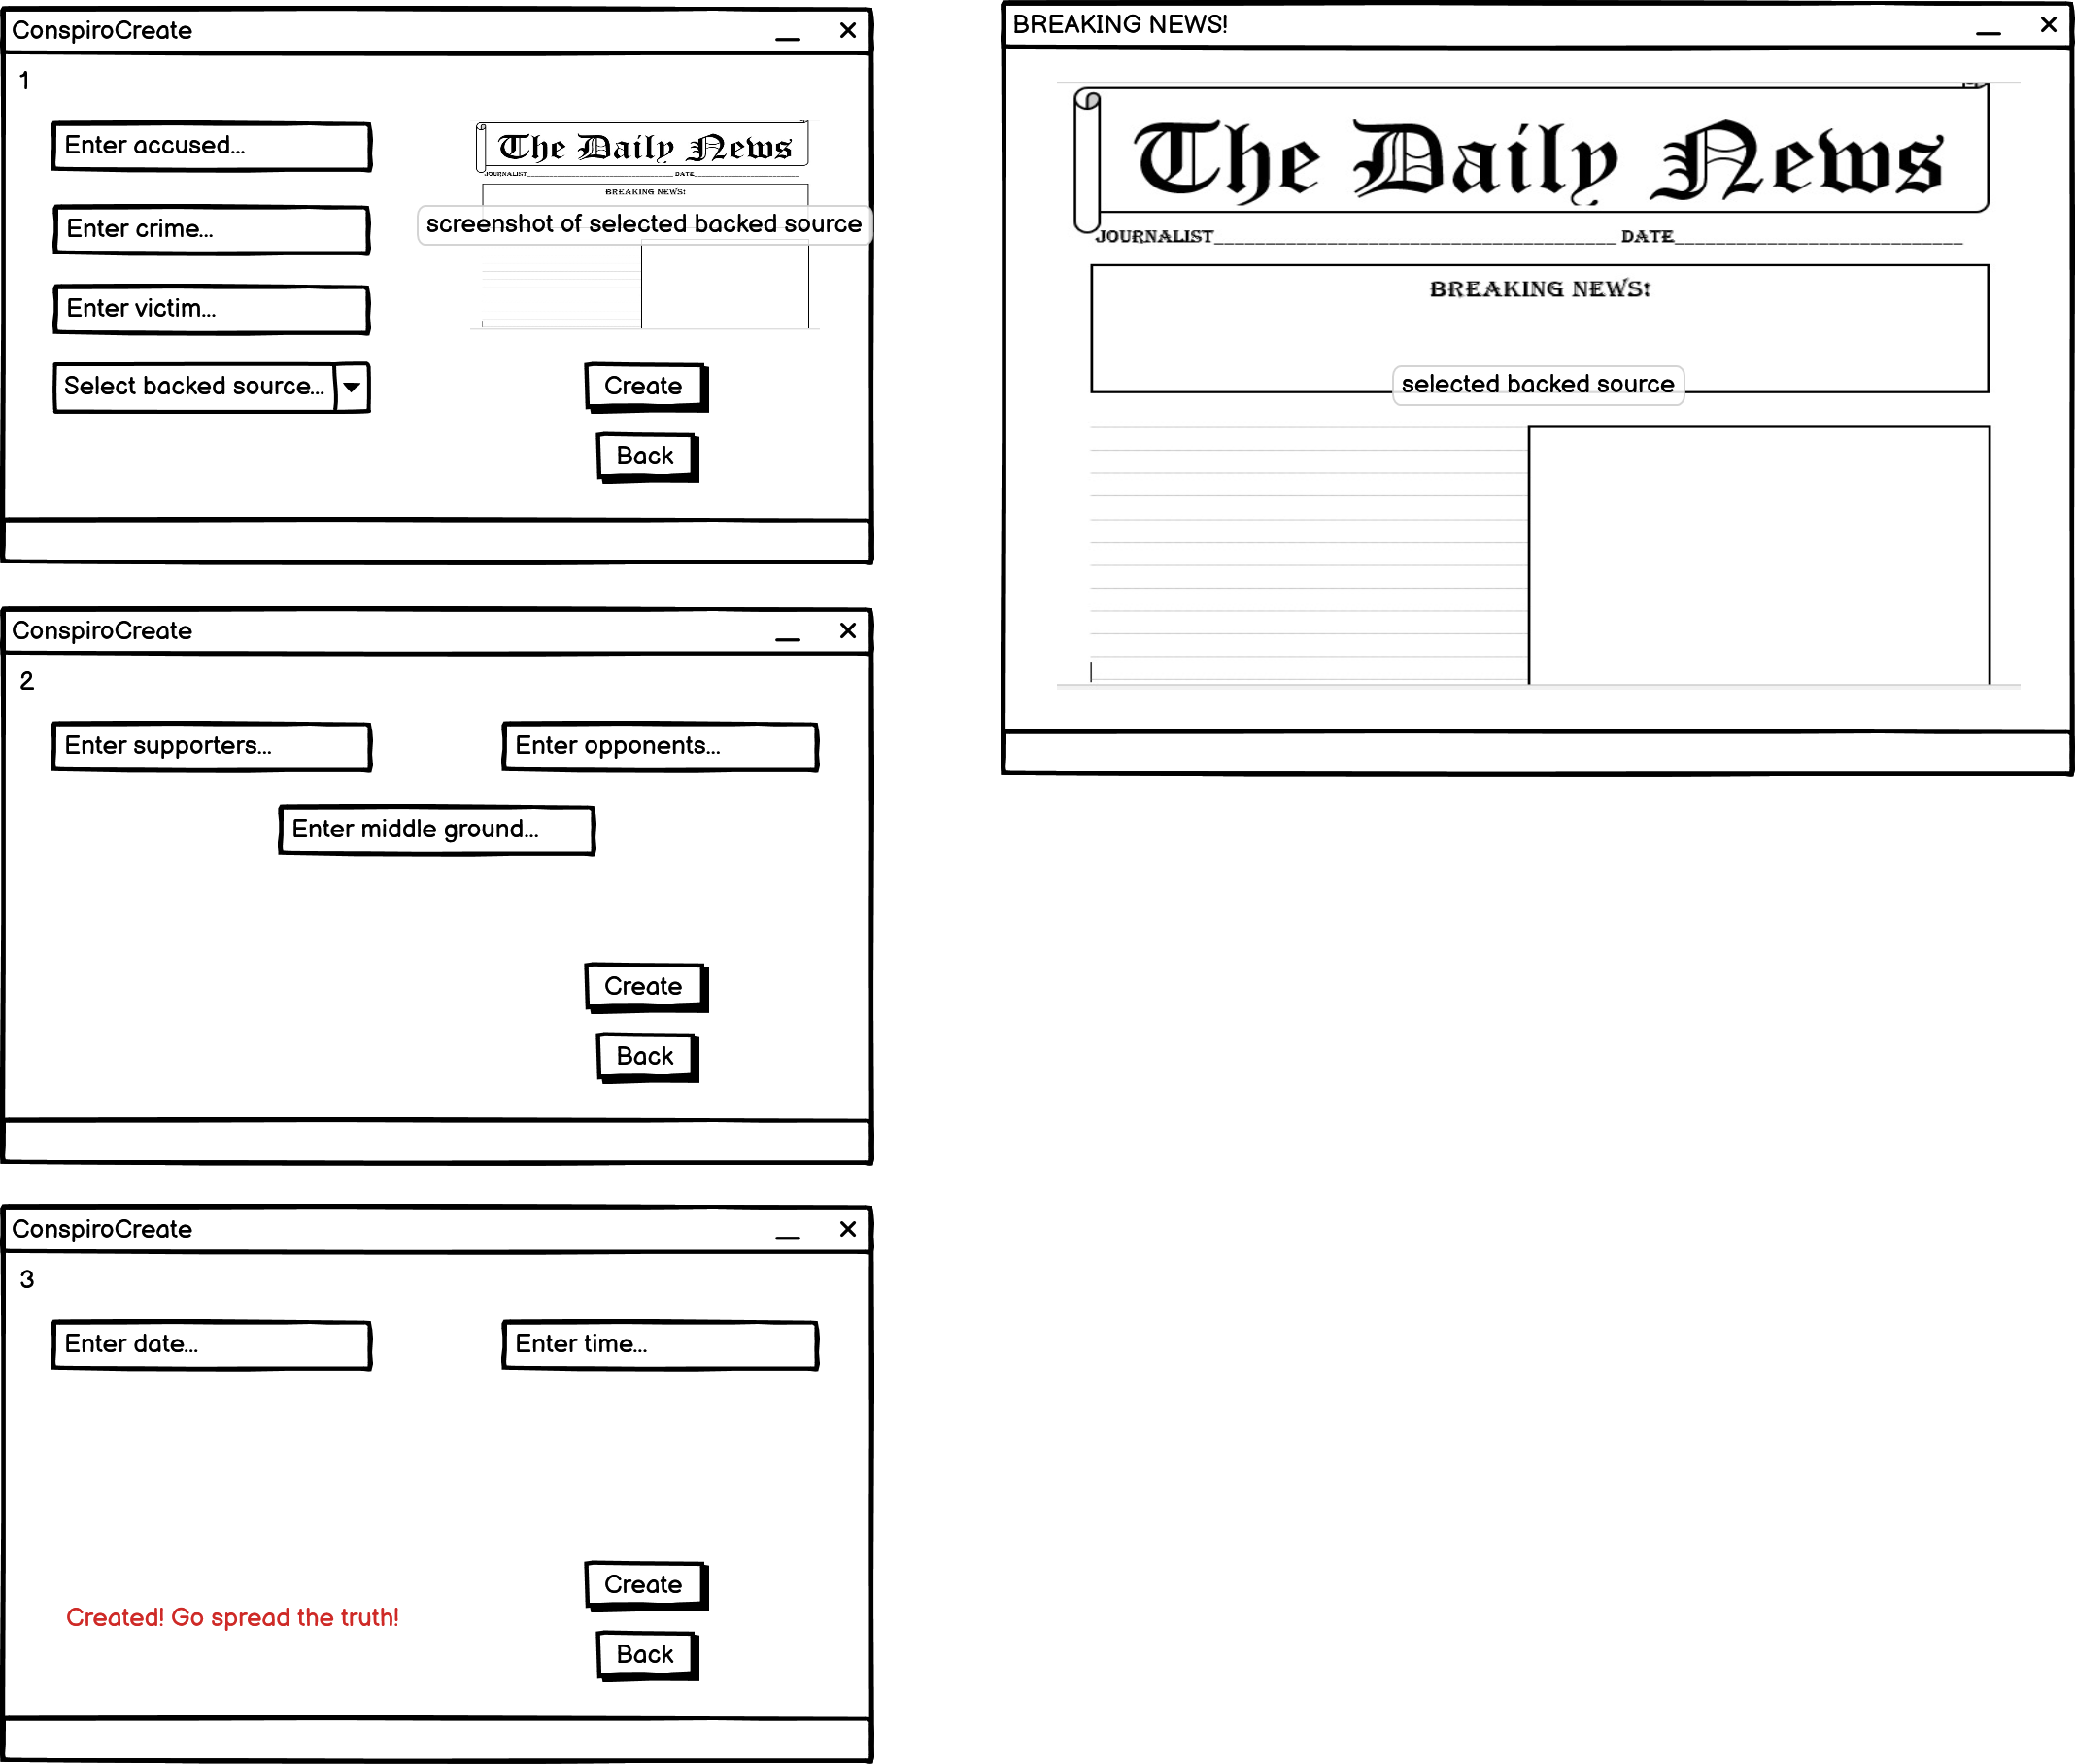 ConspiroCreate
1
Enter accused...
Enter crime...
Enter victim...
Select backed source...
The Daily News
JOURNALIST DATE
BREAKING NEWS!
screenshot of selected backed source
Create
Back
BREAKING NEWS!
The Daily News
JOURNALIST DATE
BREAKING NEWS!
selected backed source
ConspiroCreate
2
Enter supporters...
Enter opponents...
Enter middle ground...
Create
Back
ConspiroCreate
3
Enter date...
Enter time...
Created! Go spread the truth!
Create
Back